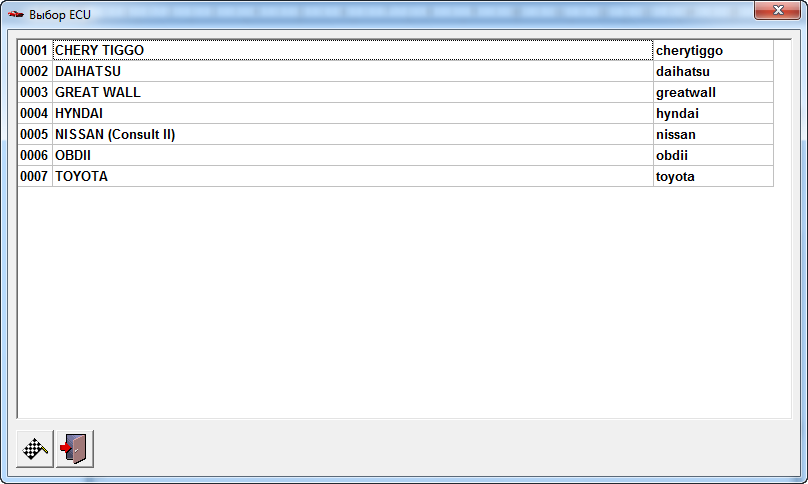 Выбор ECU
0001 CHERY TIGGO cherytiggo
0002 DAIHATSU daihatsu
0003 GREAT WALL greatwall
0004 HYNDAI hyndai
0005 NISSAN (Consult II) nissan
0006 OBDII obdii
0007 TOYOTA toyota